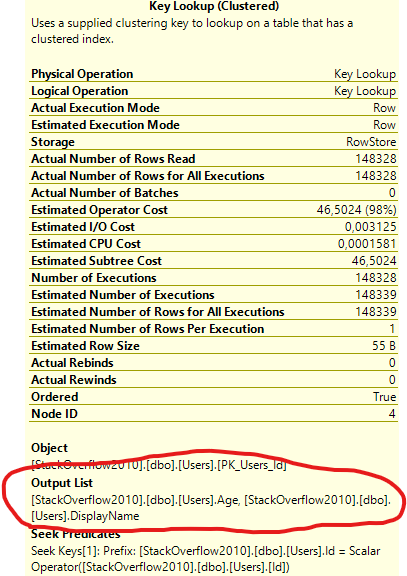 Key Lookup (Clustered)
Uses a supplied clustering key to lookup on a table that has a
clustered index.
Physical Operation Key Lookup
Logical Operation Key Lookup
Actual Execution Mode Row
Estimated Execution Mode Row
Storage RowStore
Actual Number of Rows Read 148328
Actual Number of Rows for All Executions 148328
Actual Number of Batches 0
Estimated Operator Cost 46,5024 (98%)
Estimated I/O Cost 0,003125
Estimated CPU Cost 0,0001581
Estimated Subtree Cost 46,5024
Number of Executions 148328
Estimated Number of Executions 148339
Estimated Number of Rows for All Executions 148339
Estimated Number of Rows Per Execution 1
Estimated Row Size 55 B
Actual Rebinds 0
Actual Rewinds 0
Ordered True
Node ID 4
Object
[StackOverflow2010].[dbo].[Users].[PK_Users_Id]
Output List
[StackOverflow2010].[dbo].[Users].Age, [StackOverflow2010].[dbo].
[Users].DisplayName
Seek Predicates
Seek Keys[1]: Prefix: [StackOverflow2010].[dbo].[Users].Id = Scalar
Operator([StackOverflow2010].[dbo].[Users].[Id])